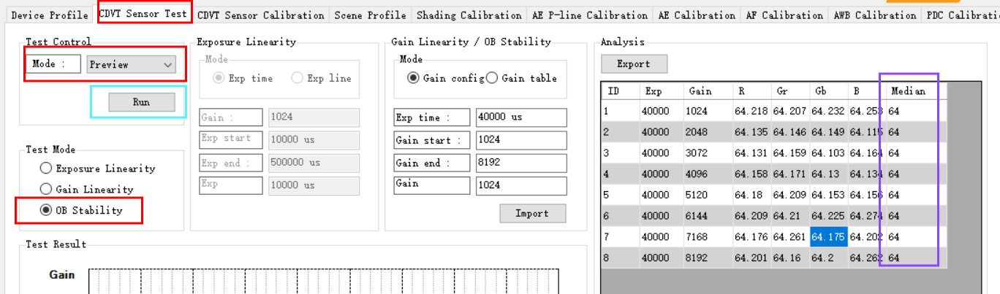 Device Profile CDVT Sensor Test CDVT Sensor Calibration Scene Profile Shading Calibration AE P-line Calibration AE Calibration AF Calibration AWB Calibration PDC Calibratio
Test Control
Mode : Preview
Run
Test Mode
Exposure Linearity
Gain Linearity
OB Stability
Exposure Linearity
Mode
Exp time Exp line
Gain : 1024
Exp start 10000 us
Exp end : 500000 us
Exp 10000 us
Gain Linearity / OB Stability
Mode
Gain config Gain table
Exp time : 40000 us
Gain start : 1024
Gain end : 8192
Gain 1024
Import
Analysis
Export
ID Exp Gain R Gr Gb B Median
1 40000 1024 64.218 64.207 64.232 64.253 64
2 40000 2048 64.135 64.146 64.149 64.115 64
3 40000 3072 64.131 64.159 64.103 64.164 64
4 40000 4096 64.158 64.171 64.13 64.134 64
5 40000 5120 64.18 64.209 64.153 64.156 64
6 40000 6144 64.209 64.21 64.225 64.274 64
7 40000 7168 64.176 64.261 64.175 64.202 64
8 40000 8192 64.201 64.16 64.2 64.262 64
Test Result
Gain